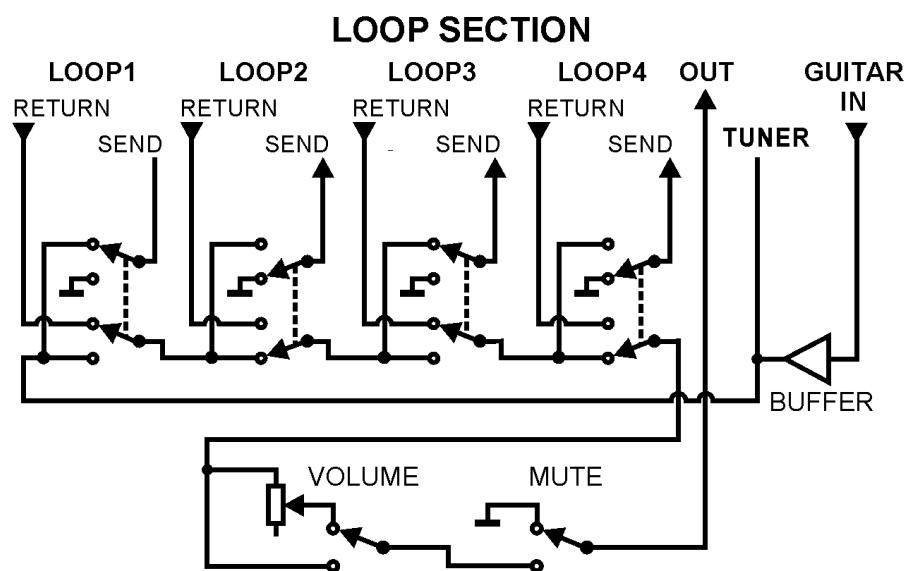 LOOP SECTION
LOOP1 LOOP2 LOOP3 LOOP4 OUT GUITAR
RETURN RETURN RETURN RETURN IN
SEND SEND SEND SEND TUNER
BUFFER
VOLUME MUTE